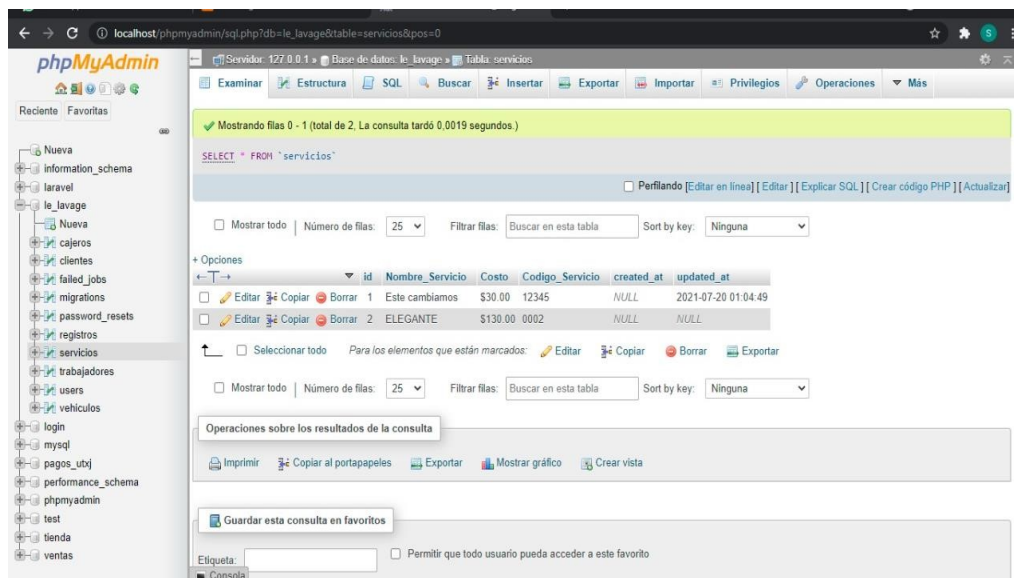 localhost/phpmyadmin/sql.php?db=le_lavage&table=servicios&pos=0
S
phpMyAdmin
Reciente Favoritas
Nueva
information_schema
laravel
le_lavage
Nueva
cajeros
clientes
failed_jobs
migrations
password_resets
registros
servicios
trabajadores
users
vehiculos
login
mysql
pagos_utxj
performance_schema
phpmyadmin
test
tienda
ventas
Servidor: 127.0.0.1 » Base de datos: le_lavage » Tabla: servicios
Examinar Estructura SQL Buscar Insertar Exportar Importar Privilegios Operaciones Más
Mostrando filas 0 - 1 (total de 2, La consulta tardó 0,0019 segundos.)
SELECT * FROM `servicios`
Perfilando [Editar en línea] [ Editar ] [ Explicar SQL ] [ Crear código PHP ] [ Actualizar]
Mostrar todo | Número de filas: 25 Filtrar filas: Buscar en esta tabla Sort by key: Ninguna
+ Opciones
←T→ id Nombre_Servicio Costo Codigo_Servicio created_at updated_at
Editar Copiar Borrar 1 Este cambiamos $30.00 12345 NULL 2021-07-20 01:04:49
Editar Copiar Borrar 2 ELEGANTE $130.00 0002 NULL NULL
Seleccionar todo Para los elementos que están marcados: Editar Copiar Borrar Exportar
Mostrar todo | Número de filas: 25 Filtrar filas: Buscar en esta tabla Sort by key: Ninguna
Operaciones sobre los resultados de la consulta
Imprimir Copiar al portapapeles Exportar Mostrar gráfico Crear vista
Guardar esta consulta en favoritos
Etiqueta: Permitir que todo usuario pueda acceder a este favorito
Consola